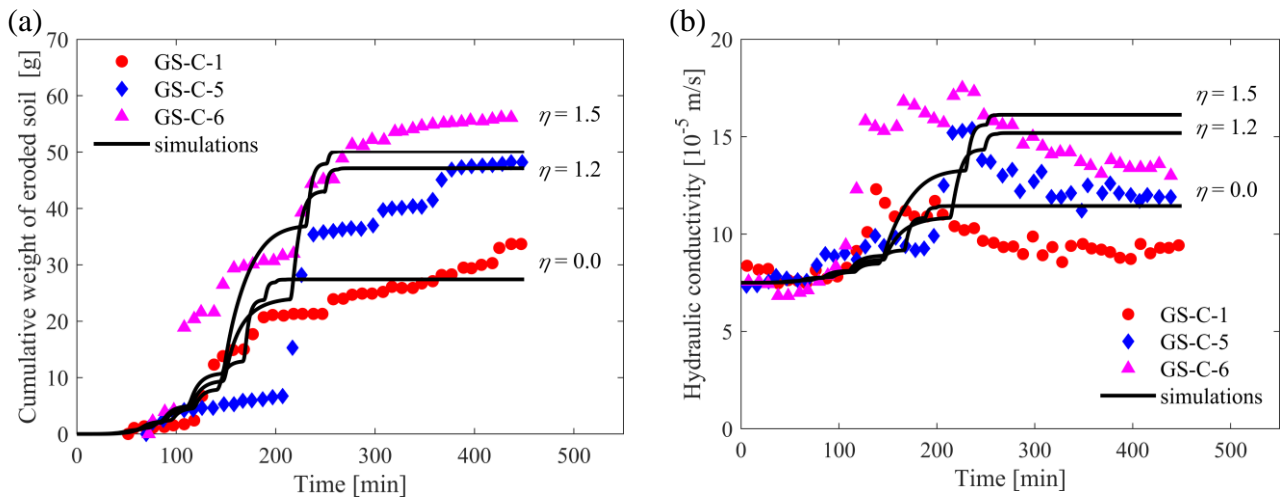 (a)
70
60
50
40
30
20
10
0
Cumulative weight of eroded soil [g]
GS-C-1
GS-C-5
GS-C-6
simulations
η = 1.5
η = 1.2
η = 0.0
0 100 200 300 400 500
Time [min]
(b)
20
15
10
5
0
Hydraulic conductivity [10⁻⁵ m/s]
η = 1.5
η = 1.2
η = 0.0
GS-C-1
GS-C-5
GS-C-6
simulations
0 100 200 300 400 500
Time [min]